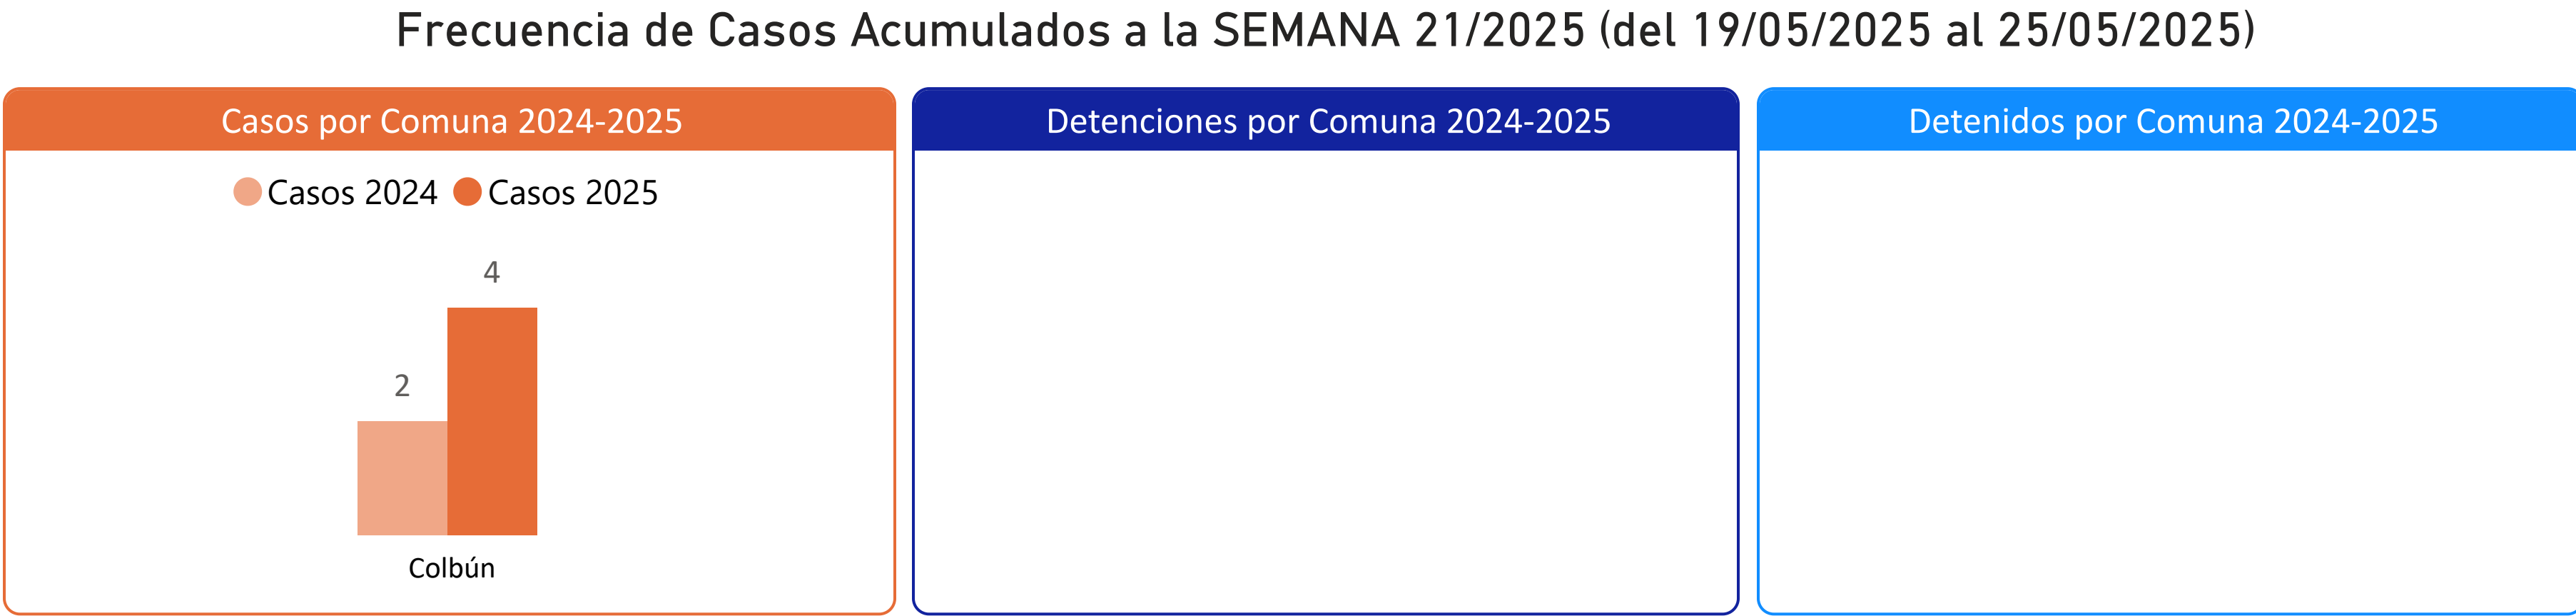 Frecuencia de Casos Acumulados a la SEMANA 21/2025 (del 19/05/2025 al 25/05/2025)
Casos por Comuna 2024-2025
Casos 2024 Casos 2025
4
2
Colbún
Detenciones por Comuna 2024-2025
Detenidos por Comuna 2024-2025